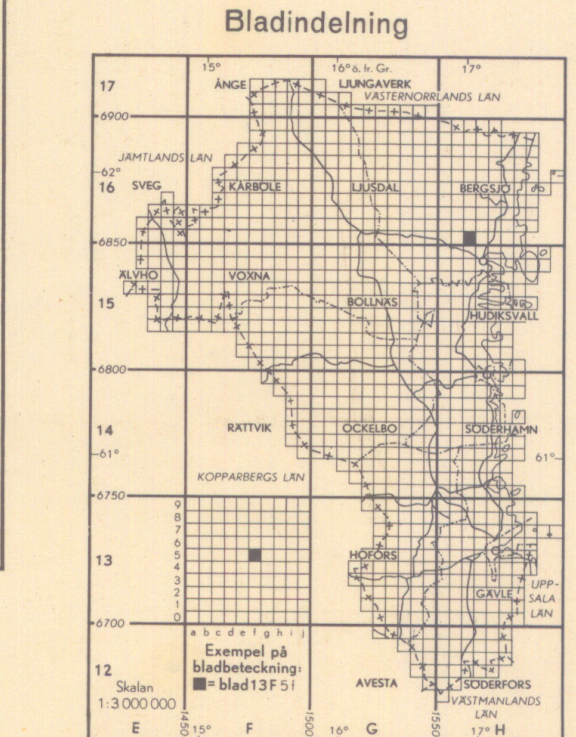 Bladindelning
15° 16° ö. fr. Gr. 17°
17 ÅNGE LJUNGAVERK
VÄSTERNORRLANDS LÄN
6900
JÄMTLANDS LÄN
62°
16 SVEG KÅRBÖLE LJUSDAL BERGSJÖ
6850
ÄLVHO VOXNA
15 BOLLNÄS
HUDIKSVALL
6800
14 RÄTTVIK OCKELBO SÖDERHAMN
61° 61°
KOPPARBERGS LÄN
6750
9
8
7
6
5
4
3
2
1
0
13 HOFORS
GÄVLE
UPP-
SALA
LÄN
6700
a b c d e f g h i j
Exempel på
bladbeteckning:
= blad 13 F 5 f
12 AVESTA SÖDERFORS
Skalan
1:3 000 000
VÄSTMANLANDS
LÄN
1450 1500 1550
E 15° F 16° G 17° H